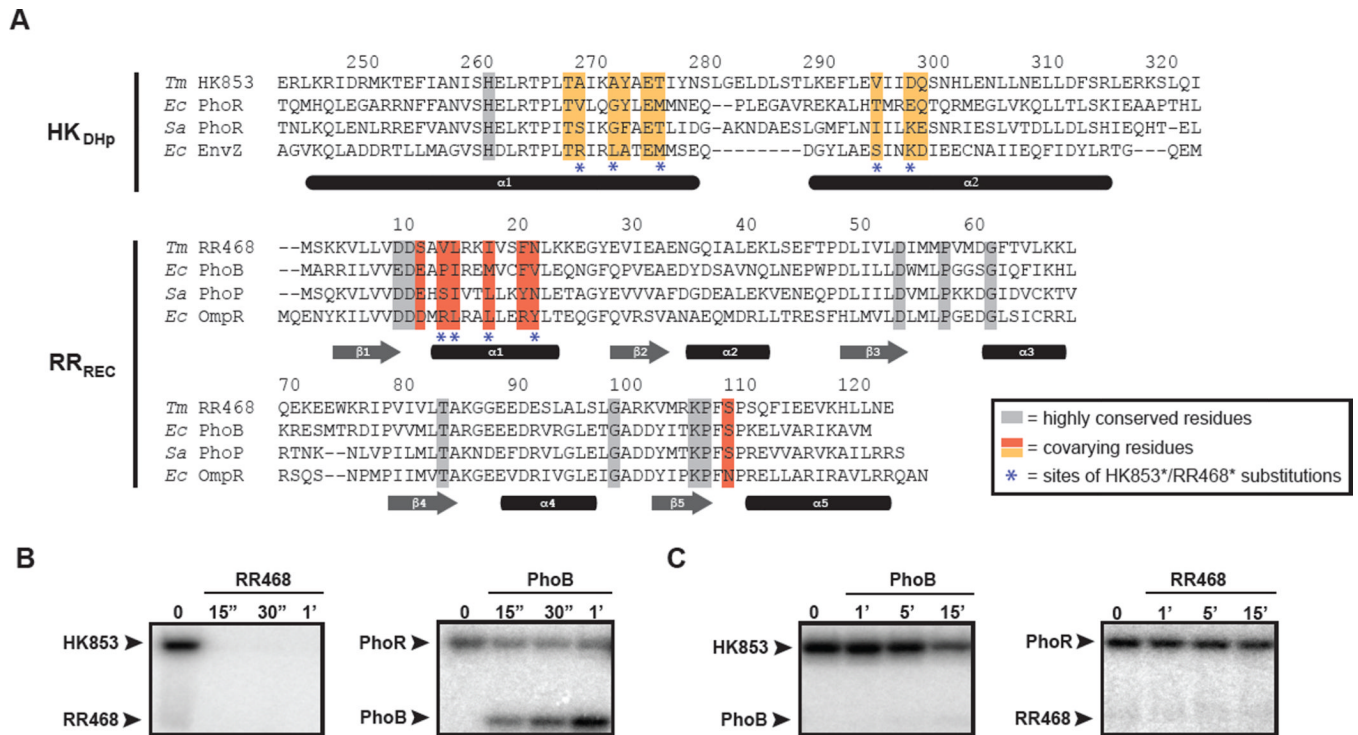 A
250 260 270 280 290 300 310 320
Tm HK853 ERLKRIDRMKTEFIANISHELRTPLTAIKAYAETIYNSLGELDLSTLKEFLEVIIDQSNHLENLLNELLDFSRLERKSLQI
Ec PhoR TQMHQLEGARRNFFANVSHELRTPLTVLQGYLEMMNEQ--PLEGAVREKALHTMREQTQRMEGLVKQLLTLSKIEAAPTHL
Sa PhoR TNLKQLENLRREFVANVSHELKTPITSIKGFAETLIDG-AKNDAESLGMFLNIILKESNRIESLVTDLLDLSHIEQHT-EL
Ec EnvZ AGVKQLADDRTLLMAGVSHDLRTPLTRIRLATEMMSEQ--------DGYLAESINKDIEECNAIIEQFIDYLRTG---QEM
HKDHp
* * * * *
α1 α2
10 20 30 40 50 60
Tm RR468 --MSKKVLLVDDSAVLRKIVSFNLKKEGYEVIEAENGQIALEKLSEFTPDLIVLDIMMPVMDGFTVLKKL
Ec PhoB --MARRILVVEDEAPIREMVCFVLEQNGFQPVEAEDYDSAVNQLNEPWPDLILLDWMLPGGSGIQFIKHL
Sa PhoP --MSQKVLVVDDEHSIVTLLKYNLETAGYEVVVAFDGDEALEKVENEQPDLIILDVMLPKKDGIDVCKTV
Ec OmpR MQENYKILVVDDDMRLRALLERYLTEQGFQVRSVANAEQMDRLLTRESFHLMVLDLMLPGEDGLSICRRL
* * * *
β1 α1 β2 α2 β3 α3
RRREC
70 80 90 100 110 120
Tm RR468 QEKEEWKRIPVIVLTAKGGEEDESLALSLGARKVMRKPFSPSQFIEEVKHLLNE
Ec PhoB KRESMTRDIPVVMLTARGEEEDRVRGLETGADDYITKPFSPKELVARIKAVM
Sa PhoP RTNK--NLVPILMLTAKNDEFDRVLGLELGADDYMTKPFSPREVVARVKAILRRS
Ec OmpR RSQS--NPMPIIMVTAKGEEVDRIVGLEIGADDYIPKPFNPRELLARIRAVLRRQAN
β4 α4 β5 α5
= highly conserved residues
= covarying residues
* = sites of HK853*/RR468* substitutions
B
RR468
0 15” 30” 1’
HK853
RR468
PhoB
0 15” 30” 1’
PhoR
PhoB
C
PhoB
0 1’ 5’ 15’
HK853
PhoB
RR468
0 1’ 5’ 15’
PhoR
RR468